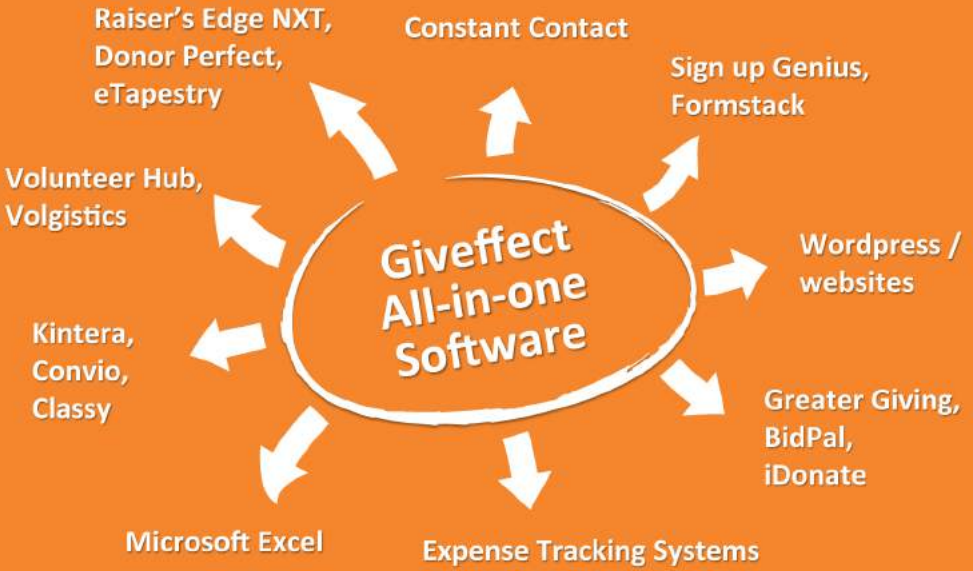 Raiser's Edge NXT,
Donor Perfect,
eTapestry
Constant Contact
Sign up Genius,
Formstack
Volunteer Hub,
Volgistics
Giveffect
All-in-one
Software
Wordpress /
websites
Kintera,
Convio,
Classy
Greater Giving,
BidPal,
iDonate
Microsoft Excel
Expense Tracking Systems